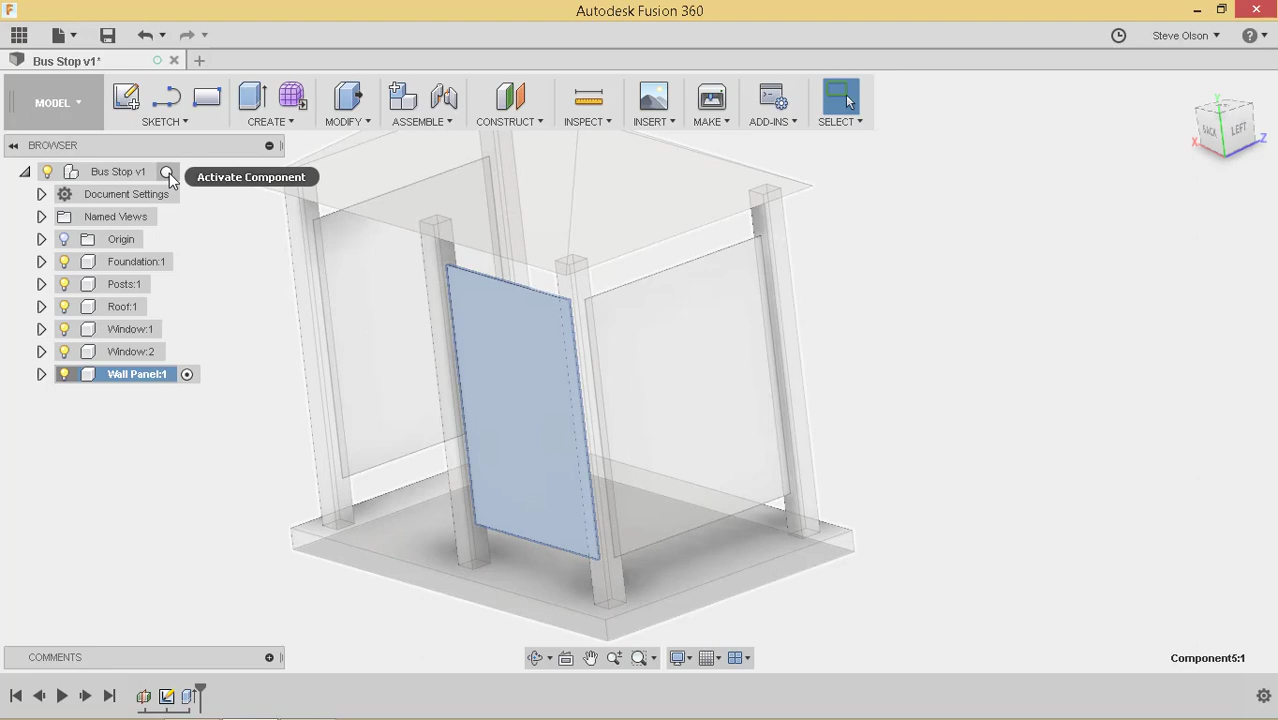 F
Autodesk Fusion 360
Steve Olson
?
Bus Stop v1*
MODEL
SKETCH
CREATE
MODIFY
ASSEMBLE
CONSTRUCT
INSPECT
INSERT
MAKE
ADD-INS
SELECT
BROWSER
Bus Stop v1
Activate Component
Document Settings
Named Views
Origin
Foundation:1
Posts:1
Roof:1
Window:1
Window:2
Wall Panel:1
Y
BACK
LEFT
X
Z
COMMENTS
Component5:1